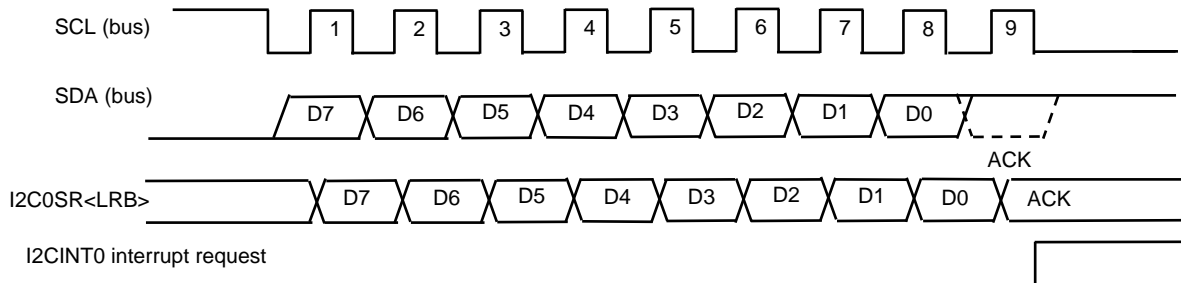 SCL (bus) 1 2 3 4 5 6 7 8 9
SDA (bus) D7 D6 D5 D4 D3 D2 D1 D0
ACK
I2C0SR<LRB> D7 D6 D5 D4 D3 D2 D1 D0 ACK
I2CINT0 interrupt request